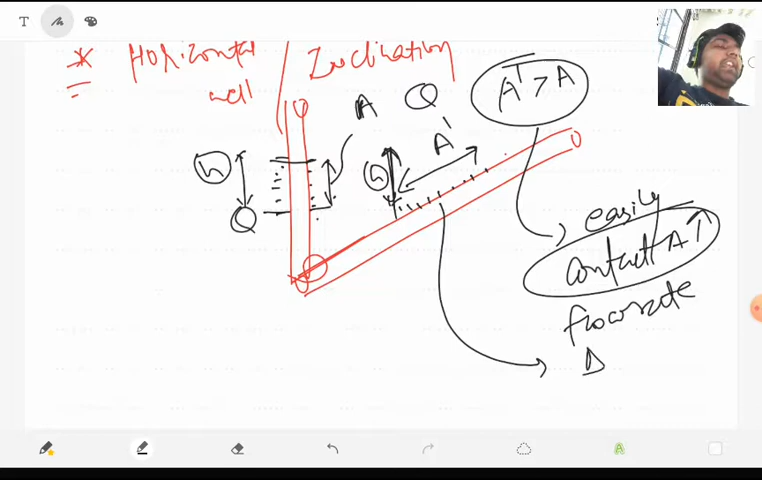 * Horizontal / Inclination
well
A Q A' > A
A'
h h
Q
easily
contact A ↑
flowrate
D